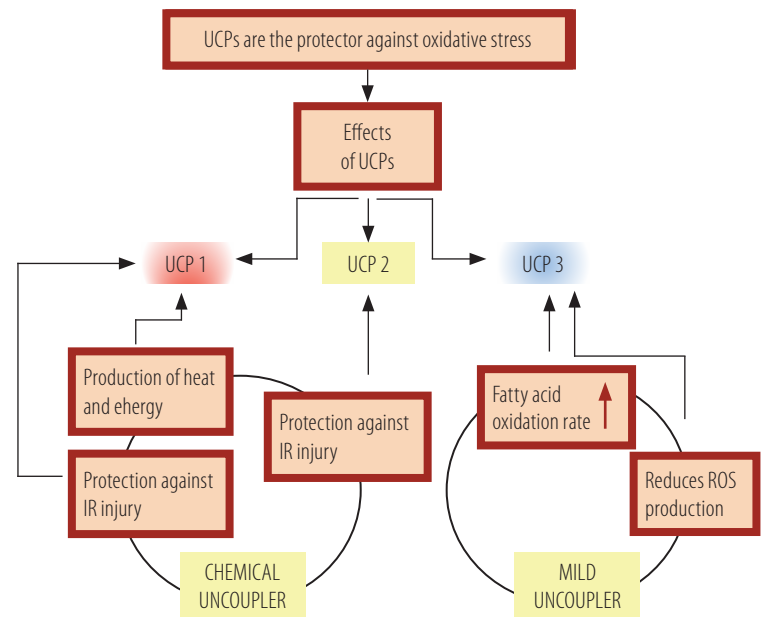 UCPs are the protector against oxidative stress
Effects
of UCPs
UCP 1
UCP 2
UCP 3
Production of heat
and ehergy
Protection against
IR injury
Protection against
IR injury
Fatty acid
oxidation rate
Reduces ROS
production
CHEMICAL
UNCOUPLER
MILD
UNCOUPLER